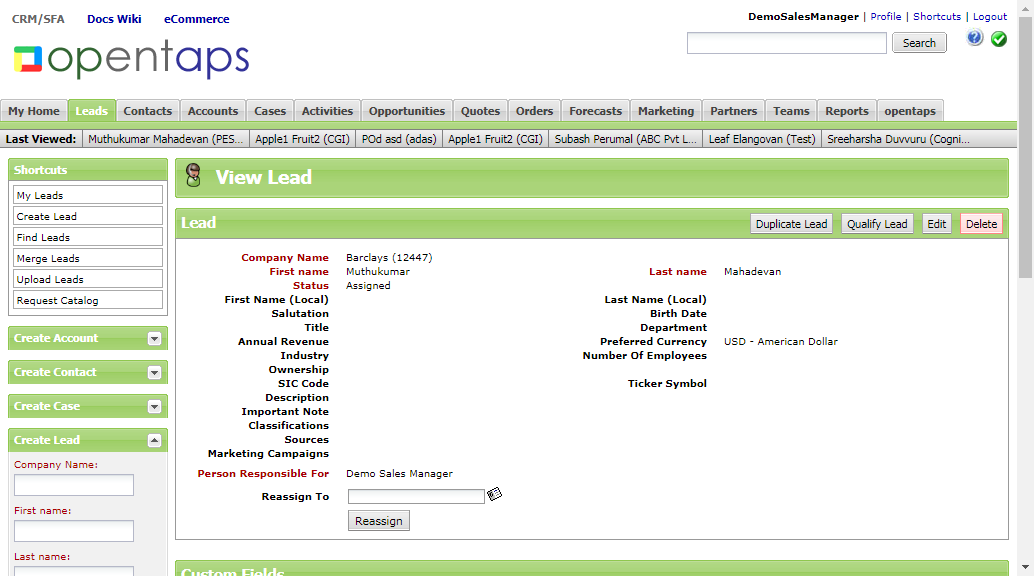 CRM/SFA Docs Wiki eCommerce
DemoSalesManager | Profile | Shortcuts | Logout
opentaps
Search
My Home Leads Contacts Accounts Cases Activities Opportunities Quotes Orders Forecasts Marketing Partners Teams Reports opentaps
Last Viewed: Muthukumar Mahadevan (PES... Apple1 Fruit2 (CGI) POd asd (adas) Apple1 Fruit2 (CGI) Subash Perumal (ABC Pvt L... Leaf Elangovan (Test) Sreeharsha Duvvuru (Cogni...
Shortcuts
My Leads
Create Lead
Find Leads
Merge Leads
Upload Leads
Request Catalog
Create Account
Create Contact
Create Case
Create Lead
Company Name:
First name:
Last name:
View Lead
Lead
Duplicate Lead Qualify Lead Edit Delete
Company Name Barclays (12447)
First name Muthukumar Last name Mahadevan
Status Assigned
First Name (Local) Last Name (Local)
Salutation Birth Date
Title Department
Annual Revenue Preferred Currency USD - American Dollar
Industry Number Of Employees
Ownership
SIC Code Ticker Symbol
Description
Important Note
Classifications
Sources
Marketing Campaigns
Person Responsible For Demo Sales Manager
Reassign To
Reassign
Custom Fields